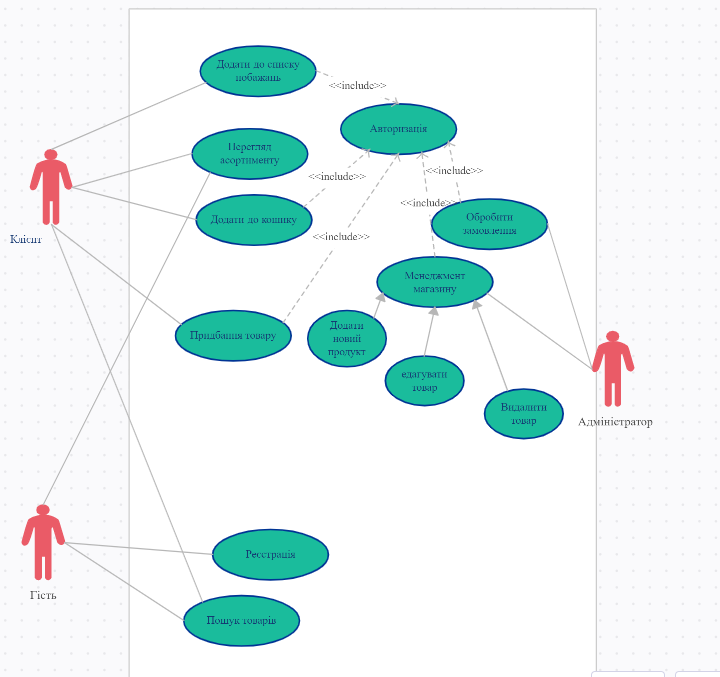 Додати до списку
побажань
<<include>>
Авторизація
Перегляд
асортименту
<<include>>
<<include>>
Додати до кошику
<<include>>
Обробити
замовлення
<<include>>
Клієнт
Менеджмент
магазину
Придбання товару
Додати
новий
продукт
едагувати
товар
Видалити
товар
Адміністратор
Реєстрація
Гість
Пошук товарів